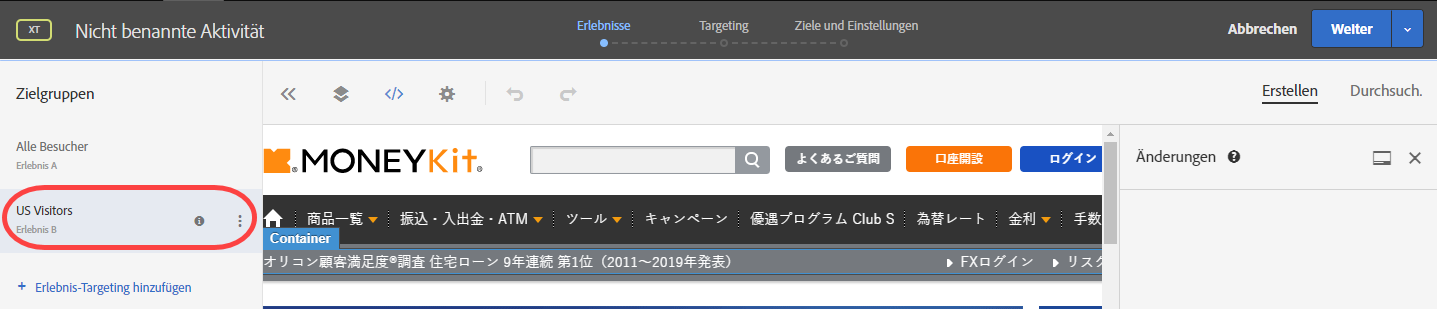 XT Nicht benannte Aktivität Erlebnisse Targeting Ziele und Einstellungen Abbrechen Weiter
Zielgruppen
Erstellen Durchsuch.
Alle Besucher
Erlebnis A
US Visitors
Erlebnis B
+ Erlebnis-Targeting hinzufügen
MONEYKit
よくあるご質問 口座開設 ログイン
商品一覧 振込・入出金・ATM ツール キャンペーン 優遇プログラム Club S 為替レート 金利 手数
Container
オリコン顧客満足度®調査 住宅ローン 9年連続 第1位（2011〜2019年発表） FXログイン リスク
Änderungen